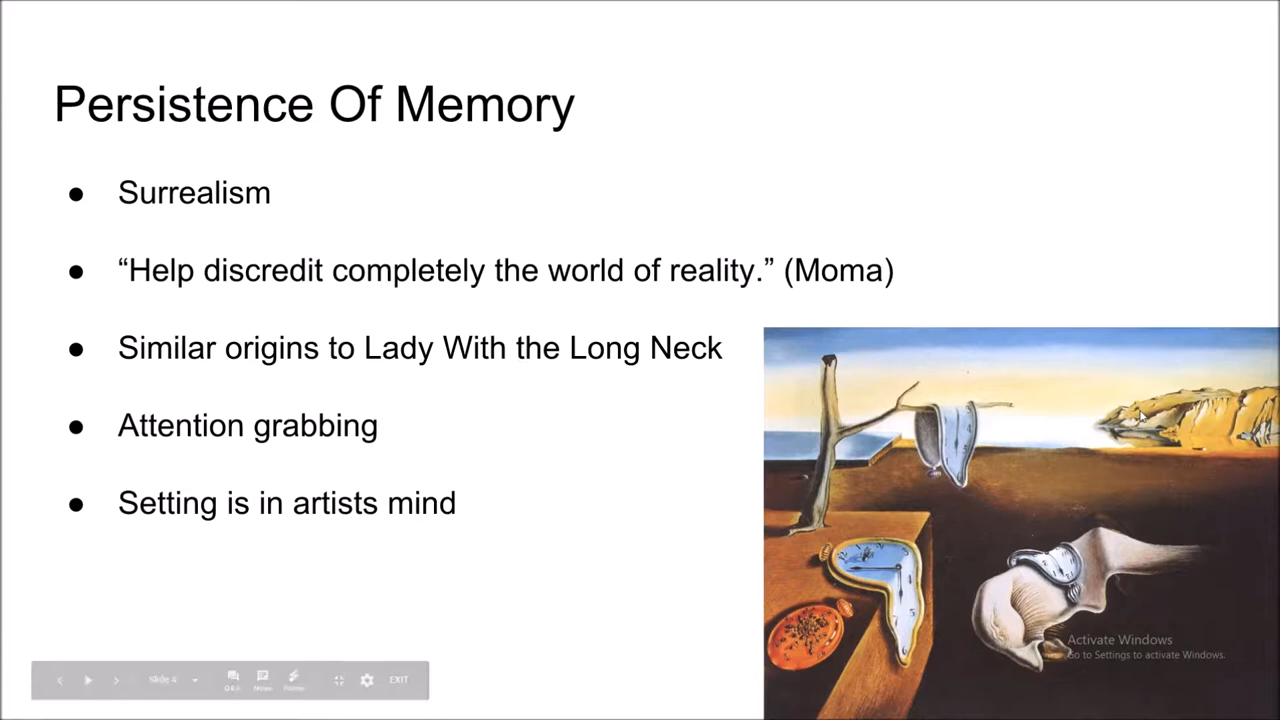 Persistence Of Memory
● Surrealism
● “Help discredit completely the world of reality.” (Moma)
● Similar origins to Lady With the Long Neck
● Attention grabbing
● Setting is in artists mind
Activate Windows
Go to Settings to activate Windows.
Slide 4
Q&A Notes Pointer EXIT